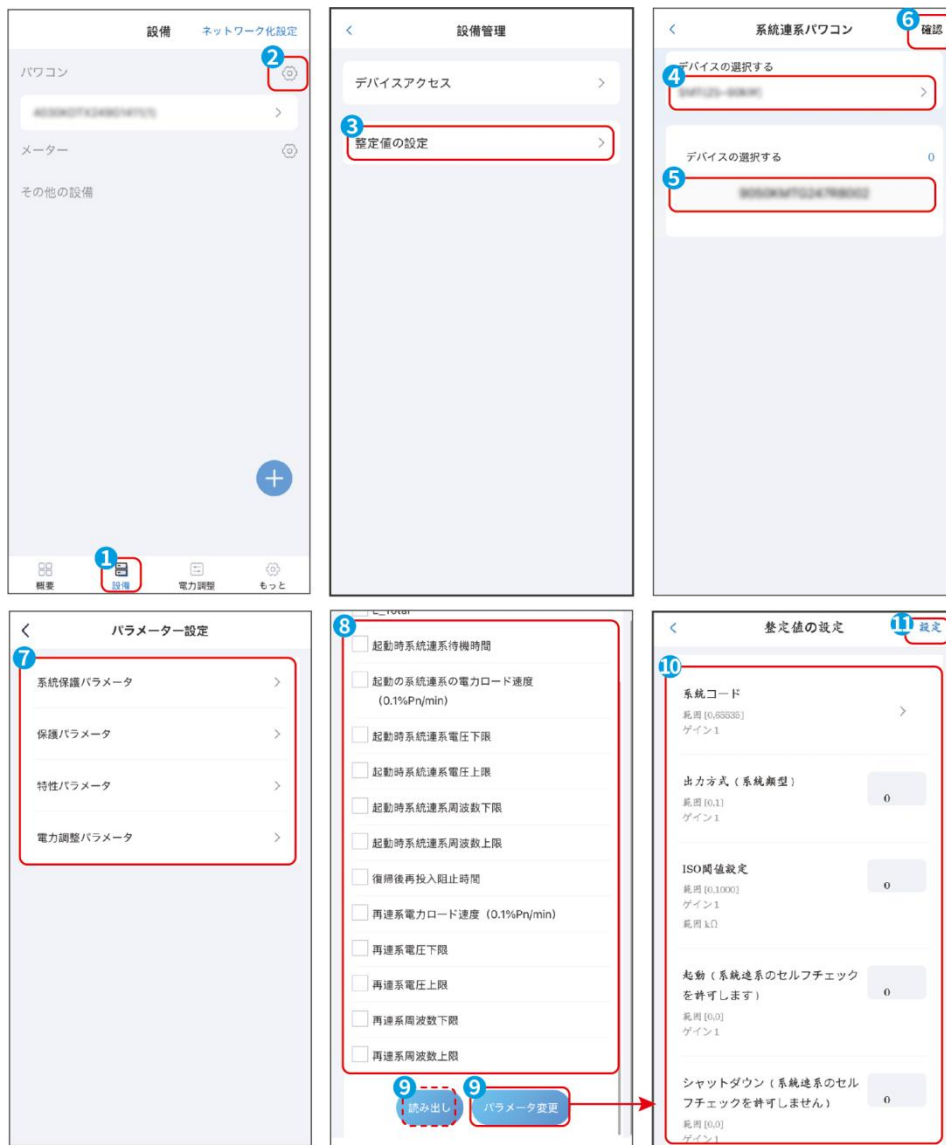 設備
ネットワーク化設定
2
パワコン
メーター
その他の設備
1
概要
設備
電力調整
もっと
設備管理
デバイスアクセス
3
整定値の設定
系統連系パワコン
6
確認
デバイスの選択する
4
デバイスの選択する
0
5
パラメーター設定
7
系統保護パラメータ
保護パラメータ
特性パラメータ
電力調整パラメータ
8
起動時系統連系待機時間
起動の系統連系の電力ロード速度
(0.1%Pn/min)
起動時系統連系電圧下限
起動時系統連系電圧上限
起動時系統連系周波数下限
起動時系統連系周波数上限
復帰後再投入阻止時間
再連系電力ロード速度(0.1%Pn/min)
再連系電圧下限
再連系電圧上限
再連系周波数下限
再連系周波数上限
9
読み出し
9
パラメータ変更
整定値の設定
11
設定
10
系統コード
範囲 [0,65535]
ゲイン1
出力方式(系統類型)
0
範囲 [0,1]
ゲイン1
ISO閾値設定
0
範囲 [0,1000]
ゲイン1
範囲 kΩ
起動(系統連系のセルフチェック
を許可します)
0
範囲 [0,0]
ゲイン1
シャットダウン(系統連系のセル
フチェックを許可しません)
0
範囲 [0,0]
ゲイン1